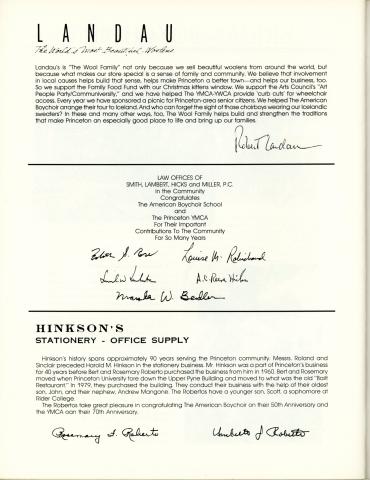 LANDAU
The World's Most Beautiful Woolens
Landau's is "The Wool Family" not only because we sell beautiful woolens from around the world, but
because what makes our store special is a sense of family and community. We believe that involvement
in local causes helps build that sense, helps make Princeton a better town—and helps our business, too.
So we support the Family Food Fund with our Christmas kittens window. We support the Arts Council's "Art
People Party/Communiversity," and we have helped The YMCA-YWCA provide 'curb cuts' for wheelchair
access. Every year we have sponsored a picnic for Princeton-area senior citizens. We helped The American
Boychoir arrange their tour to Iceland. And who can forget the sight of those choirboys wearing our Icelandic
sweaters? In these and many other ways, too, The Wool Family helps build and strengthen the traditions
that make Princeton an especially good place to life and bring up our families.
Robert Landau
LAW OFFICES OF
SMITH, LAMBERT, HICKS and MILLER, P.C.
In the Community
Congratulates
The American Boychoir School
and
The Princeton YMCA
For Their Important
Contributions To The Community
For So Many Years
Louise M. Robichaud
Marsha W. Bedler
HINKSON'S
STATIONERY - OFFICE SUPPLY
Hinkson's history spans approximately 90 years serving the Princeton community. Messrs. Roland and
Sinclair preceded Harold M. Hinkson in the stationery business. Mr. Hinkson was a part of Princeton's business
for 40 years before Bert and Rosemary Roberto purchased the business from him in 1960. Bert and Rosemary
moved when Princeton University tore down the Upper Pyne Building and moved to what was the old "Balt
Restaurant." In 1979, they purchased the building. They conduct their business with the help of their oldest
son, John, and their nephew, Andrew Mangone. The Robertos have a younger son, Scott, a sophomore at
Rider College.
The Robertos take great pleasure in congratulating The American Boychoir on their 50th Anniversary and
the YMCA oan their 70th Anniversary.
Rosemary F. Roberto Umberto J. Roberto